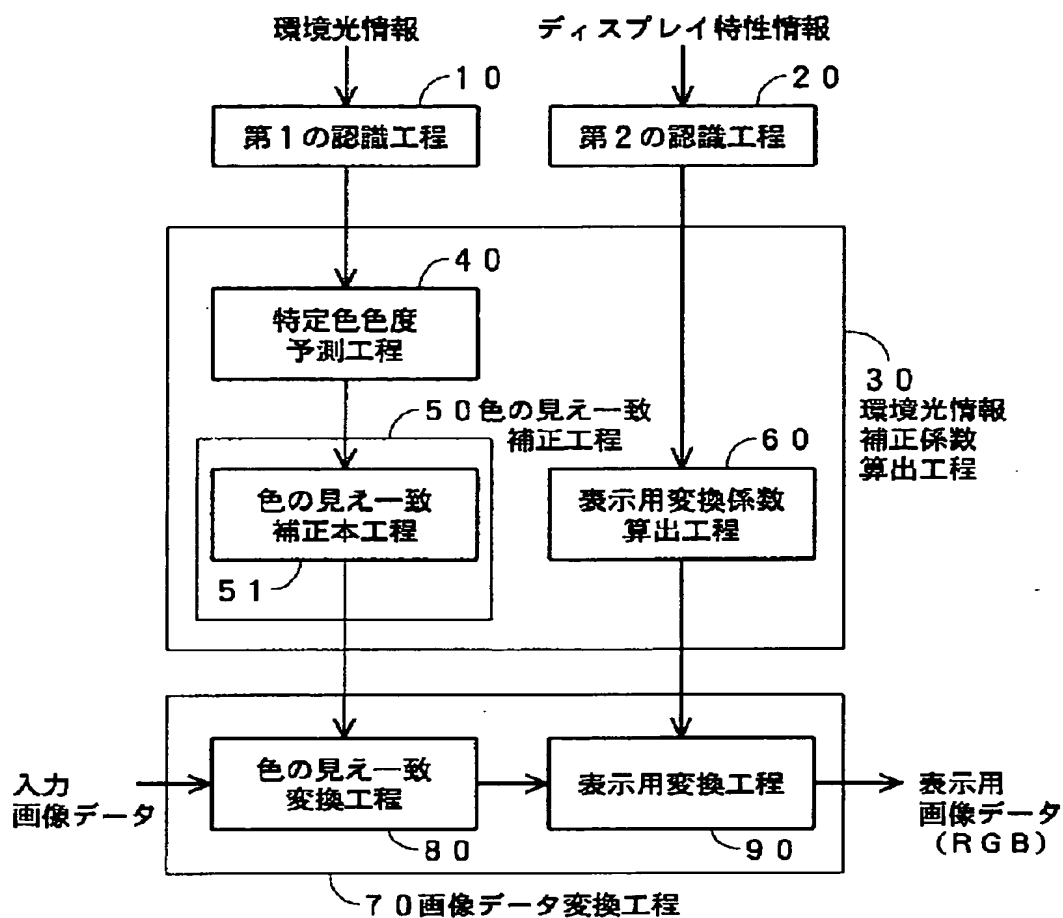 環境光情報
ディスプレイ特性情報
10
20
第1の認識工程
第2の認識工程
40
特定色色度
予測工程
30
環境光情報
補正係数
算出工程
50色の見え一致
補正工程
60
色の見え一致
補正本工程
表示用変換係数
算出工程
51
入力
画像データ
色の見え一致
変換工程
表示用変換工程
表示用
画像データ
(RGB)
80
90
70画像データ変換工程